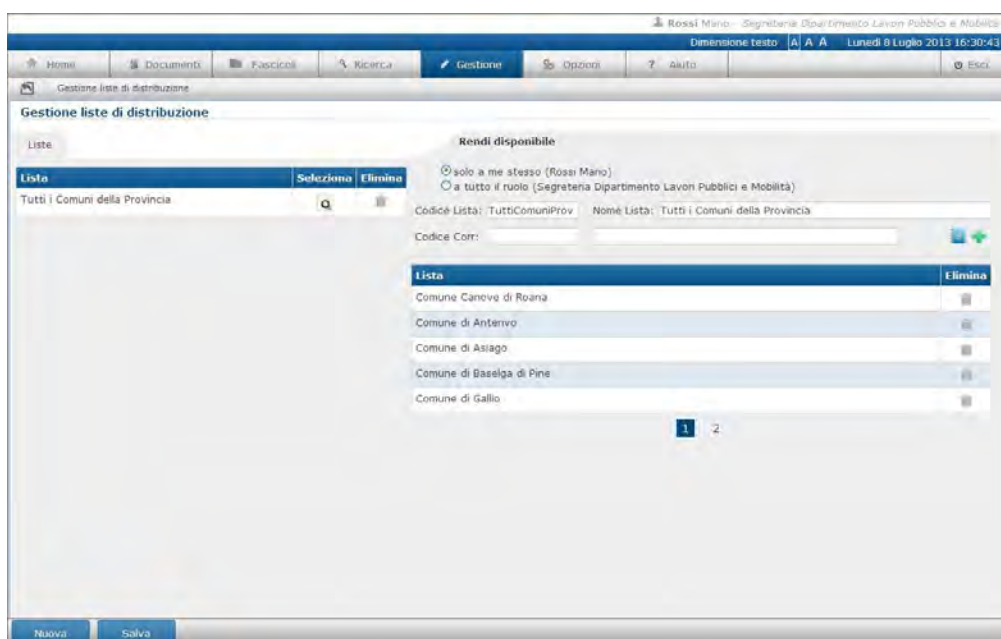 Rossi Mario - Segreteria Dipartimento Lavori Pubblici e Mobilità
Dimensione testo A A A Lunedì 8 Luglio 2013 16:30:43
Home Documenti Fascicoli Ricerca Gestione Opzioni ? Aiuto Esci
Gestione liste di distribuzione
Gestione liste di distribuzione
Liste
Lista Seleziona Elimina
Tutti i Comuni della Provincia
Rendi disponibile
solo a me stesso (Rossi Mario)
a tutto il ruolo (Segreteria Dipartimento Lavori Pubblici e Mobilità)
Codice Lista: TuttiComuniProv Nome Lista: Tutti i Comuni della Provincia
Codice Corr:
Lista Elimina
Comune Canove di Roana
Comune di Anterivo
Comune di Asiago
Comune di Baselga di Pine
Comune di Gallio
1 2
Nuova Salva